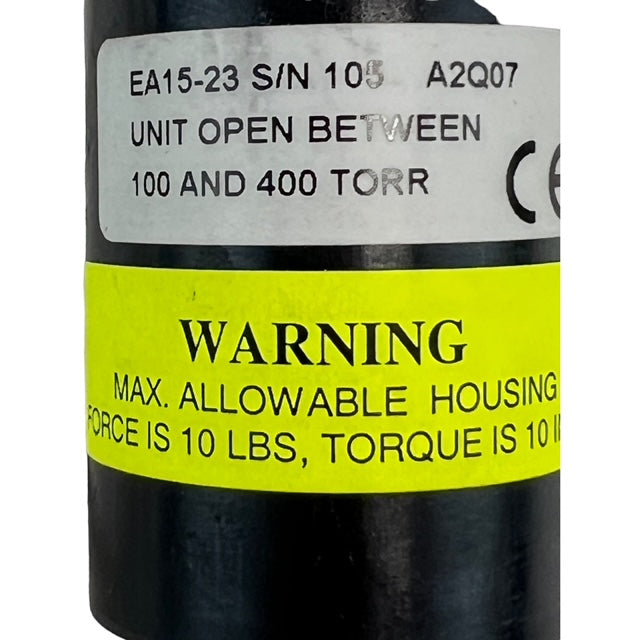 EA15-23 S/N 105 A2Q07
UNIT OPEN BETWEEN
100 AND 400 TORR
CE
WARNING
MAX. ALLOWABLE HOUSING
FORCE IS 10 LBS, TORQUE IS 10